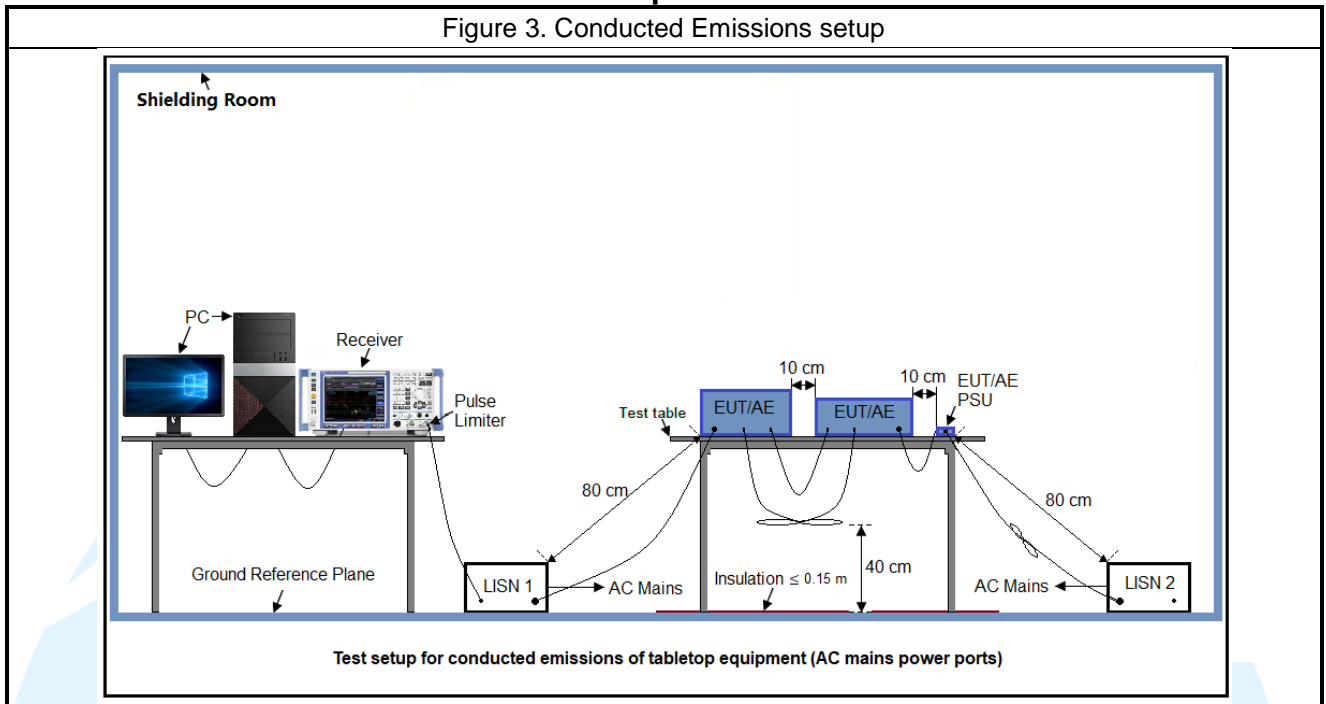 Figure 3. Conducted Emissions setup
Shielding Room
PC
Receiver
Pulse
Limiter
10 cm
10 cm
EUT/AE
PSU
Test table
EUT/AE
EUT/AE
80 cm
80 cm
40 cm
Ground Reference Plane
LISN 1
AC Mains
Insulation ≤ 0.15 m
AC Mains
LISN 2
Test setup for conducted emissions of tabletop equipment (AC mains power ports)